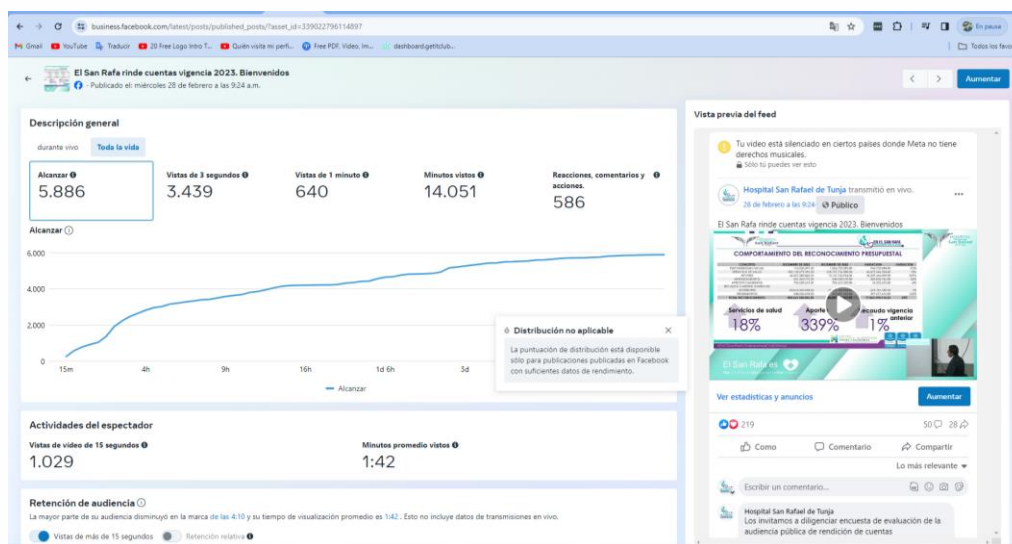 business.facebook.com/latest/posts/published_posts/?asset_id=339022796114897
En pausa
Gmail YouTube Traducir 20 Free Logo Intro T... Quién visite mi perfi... Free PDF, Video, Im... dashboard.getitclub...
Todos los favo
El San Rafa rinde cuentas vigencia 2023. Bienvenidos
· Publicado el: miércoles 28 de febrero a las 9:24 a.m.
Aumentar
Descripción general
durante vivo Toda la vida
Alcanzar
5.886
Vistas de 3 segundos
3.439
Vistas de 1 minuto
640
Minutos vistos
14.051
Reacciones, comentarios y acciones.
586
Alcanzar
6.000
4.000
2.000
0
15m 4h 9h 16h 1d 6h 3d
Alcanzar
Distribución no aplicable
La puntuación de distribución está disponible
sólo para publicaciones publicadas en Facebook
con suficientes datos de rendimiento.
Actividades del espectador
Vistas de video de 15 segundos
1.029
Minutos promedio vistos
1:42
Retención de audiencia
La mayor parte de su audiencia disminuyó en la marca de las 4:10 y su tiempo de visualización promedio es 1:42 . Esto no incluye datos de transmisiones en vivo.
Vistas de más de 15 segundos Retención relativa
Vista previa del feed
Tu video está silenciado en ciertos países donde Meta no tiene
derechos musicales.
Sólo tú puedes ver esto
Hospital San Rafael de Tunja transmitió en vivo.
28 de febrero a las 9:24 Público
El San Rafa rinde cuentas vigencia 2023. Bienvenidos
COMPORTAMIENTO DEL RECONOCIMIENTO PRESUPUESTAL
Servicios de salud
18%
339%
vigencia
anterior
1%
El San Rafa es
Ver estadísticas y anuncios
Aumentar
219
50 28
Como Comentario Compartir
Lo más relevante
Escribir un comentario...
Hospital San Rafael de Tunja
Los invitamos a diligenciar encuesta de evaluación de la
audiencia pública de rendición de cuentas